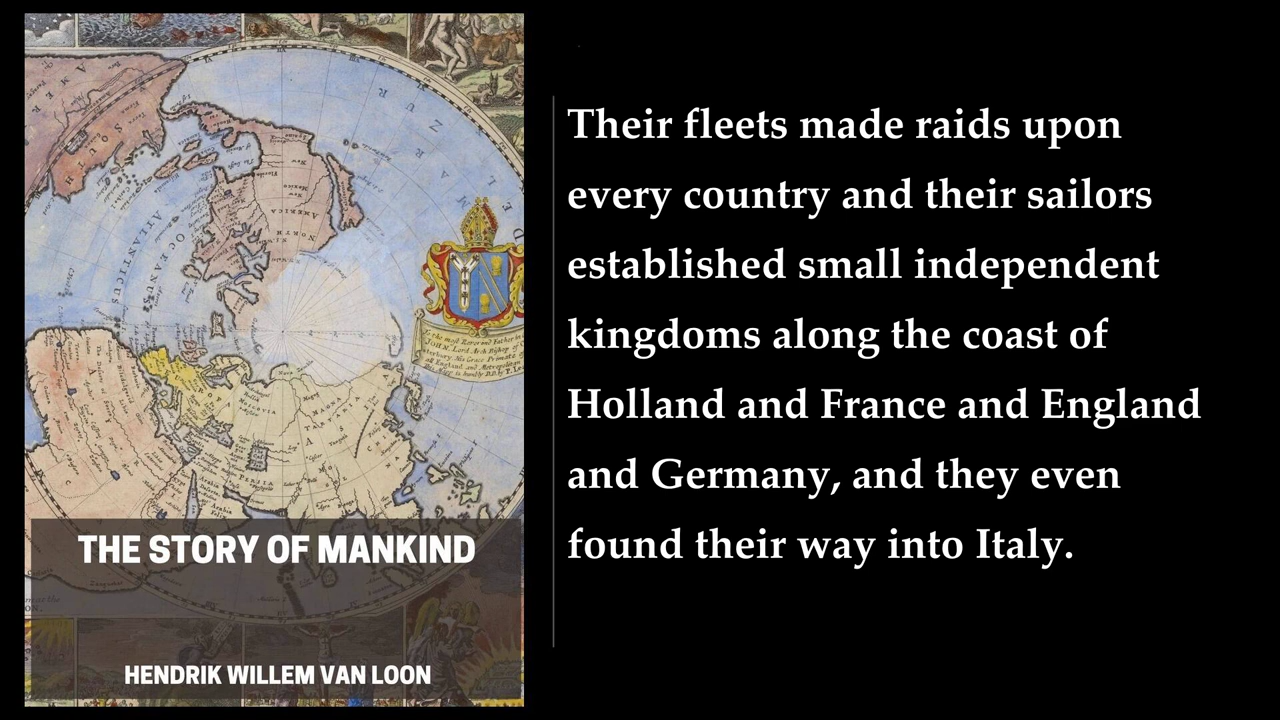 THE STORY OF MANKIND
HENDRIK WILLEM VAN LOON
Their fleets made raids upon
every country and their sailors
established small independent
kingdoms along the coast of
Holland and France and England
and Germany, and they even
found their way into Italy.